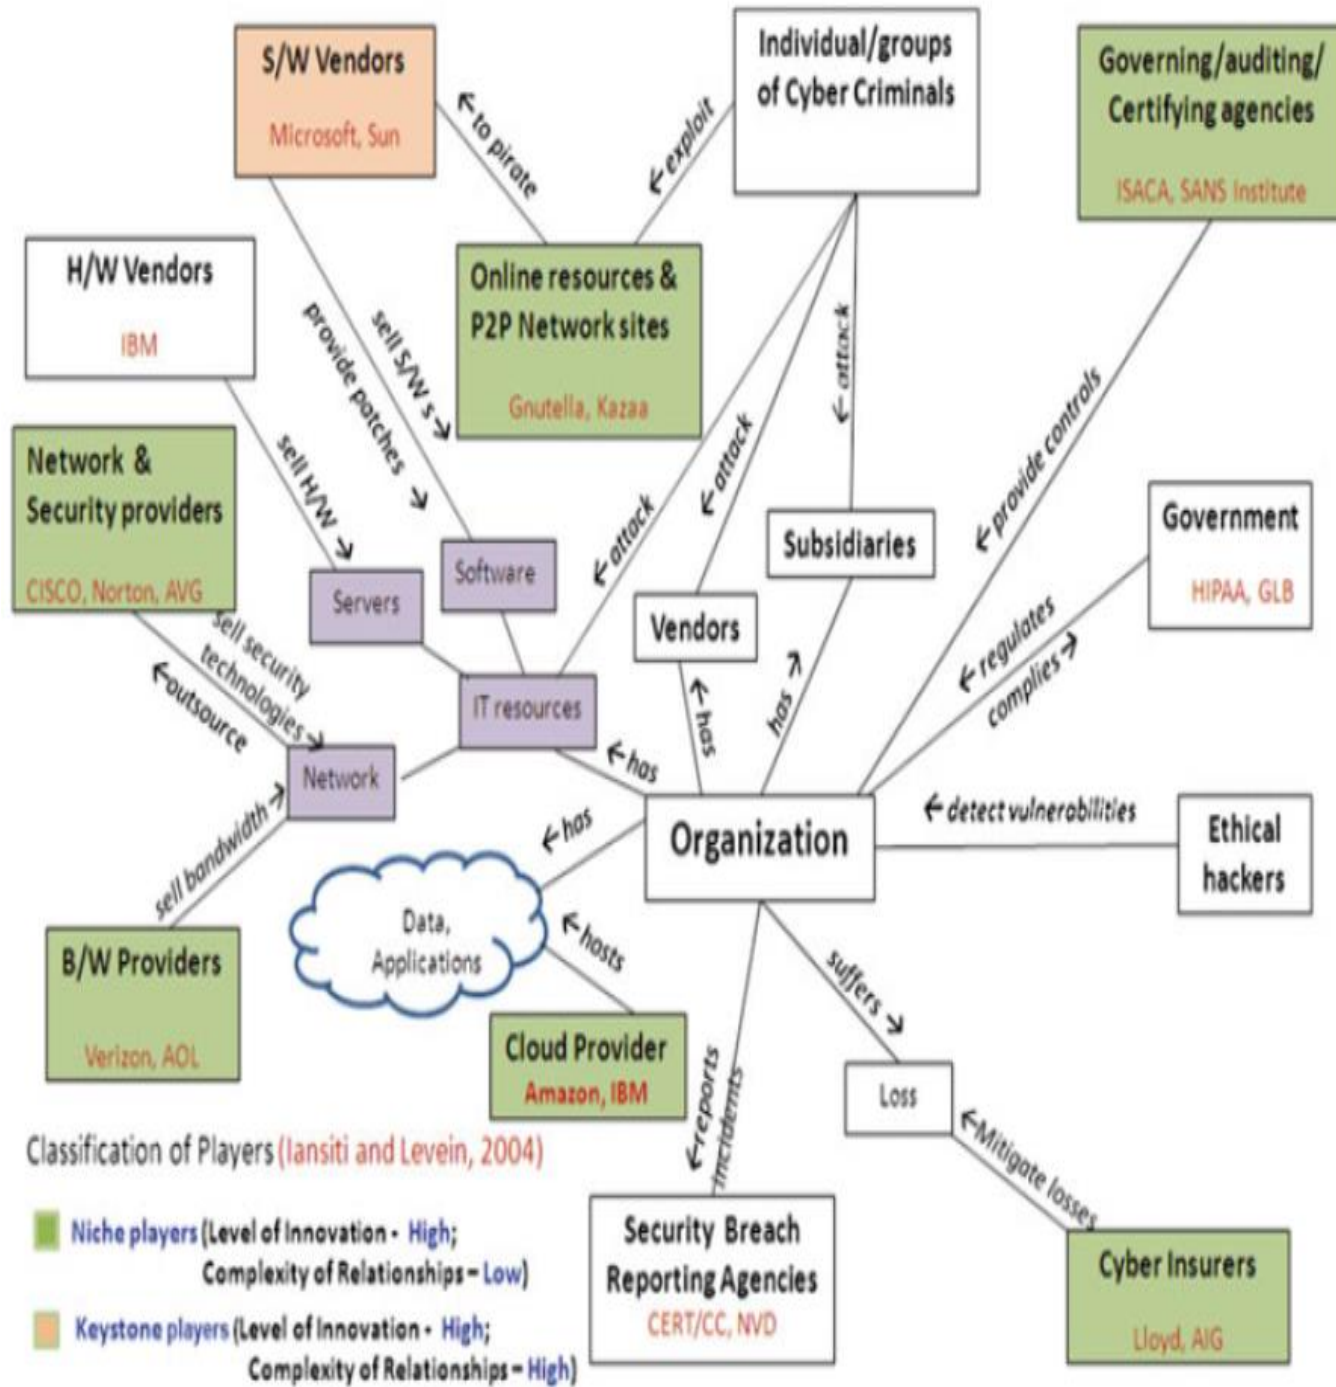 S/W Vendors
Microsoft, Sun
Individual/groups
of Cyber Criminals
Governing/auditing/
Certifying agencies
ISACA, SANS Institute
← to pirate
← exploit
H/W Vendors
IBM
Online resources &
P2P Network sites
Gnutella, Kazaa
sell S/W s →
provide patches →
← attack
← attack
← attack
← provide controls
Network &
Security providers
CISCO, Norton, AVG
sell H/W →
Software
Servers
Subsidiaries
Vendors
Government
HIPAA, GLB
sell security
technologies →
← outsource
IT resources
← has
has →
← regulates
complies →
Network
← has
sell bandwidth →
← has
Organization
← detect vulnerabilities
Ethical
hackers
Data,
Applications
← hosts
B/W Providers
Verizon, AOL
Cloud Provider
Amazon, IBM
suffers →
← reports
incidents
Loss
← Mitigate losses
Classification of Players (Iansiti and Levein, 2004)
Niche players (Level of Innovation - High;
Complexity of Relationships – Low)
Keystone players (Level of Innovation - High;
Complexity of Relationships – High)
Security Breach
Reporting Agencies
CERT/CC, NVD
Cyber Insurers
Lloyd, AIG